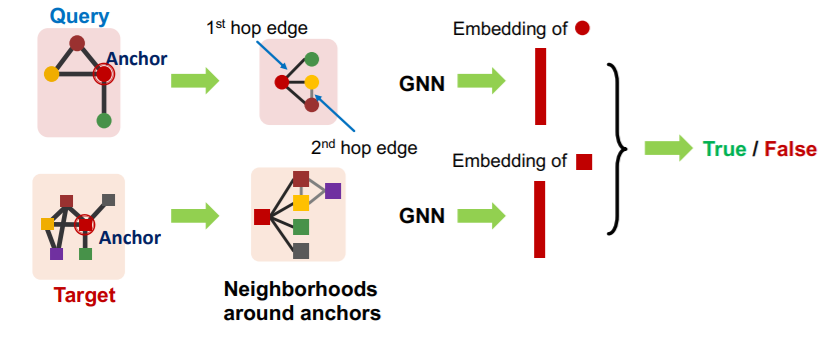 Query
Anchor
1st hop edge
2nd hop edge
GNN
Embedding of
True / False
Embedding of
GNN
Anchor
Target
Neighborhoods
around anchors